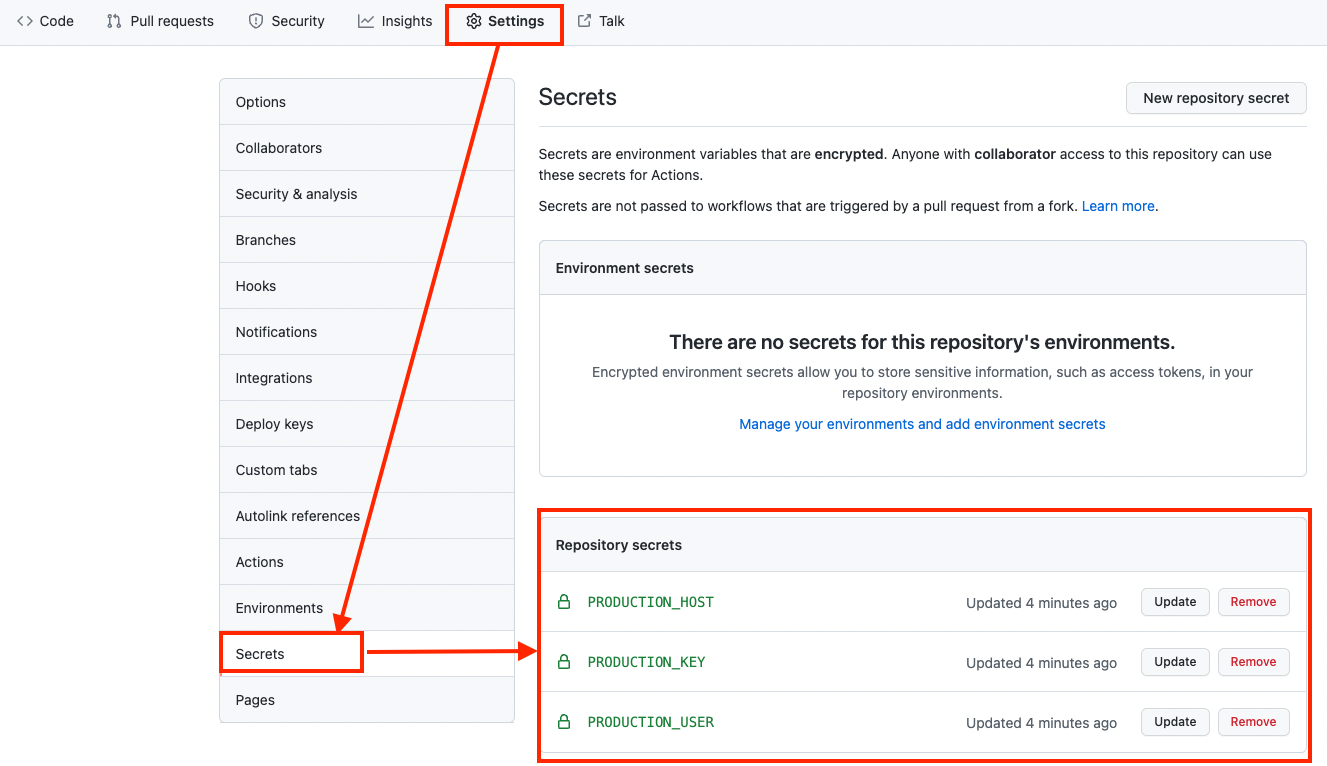 Code Pull requests Security Insights Settings Talk
Options
Collaborators
Security & analysis
Branches
Hooks
Notifications
Integrations
Deploy keys
Custom tabs
Autolink references
Actions
Environments
Secrets
Pages
Secrets
New repository secret
Secrets are environment variables that are encrypted. Anyone with collaborator access to this repository can use
these secrets for Actions.
Secrets are not passed to workflows that are triggered by a pull request from a fork. Learn more.
Environment secrets
There are no secrets for this repository's environments.
Encrypted environment secrets allow you to store sensitive information, such as access tokens, in your
repository environments.
Manage your environments and add environment secrets
Repository secrets
PRODUCTION_HOST Updated 4 minutes ago Update Remove
PRODUCTION_KEY Updated 4 minutes ago Update Remove
PRODUCTION_USER Updated 4 minutes ago Update Remove